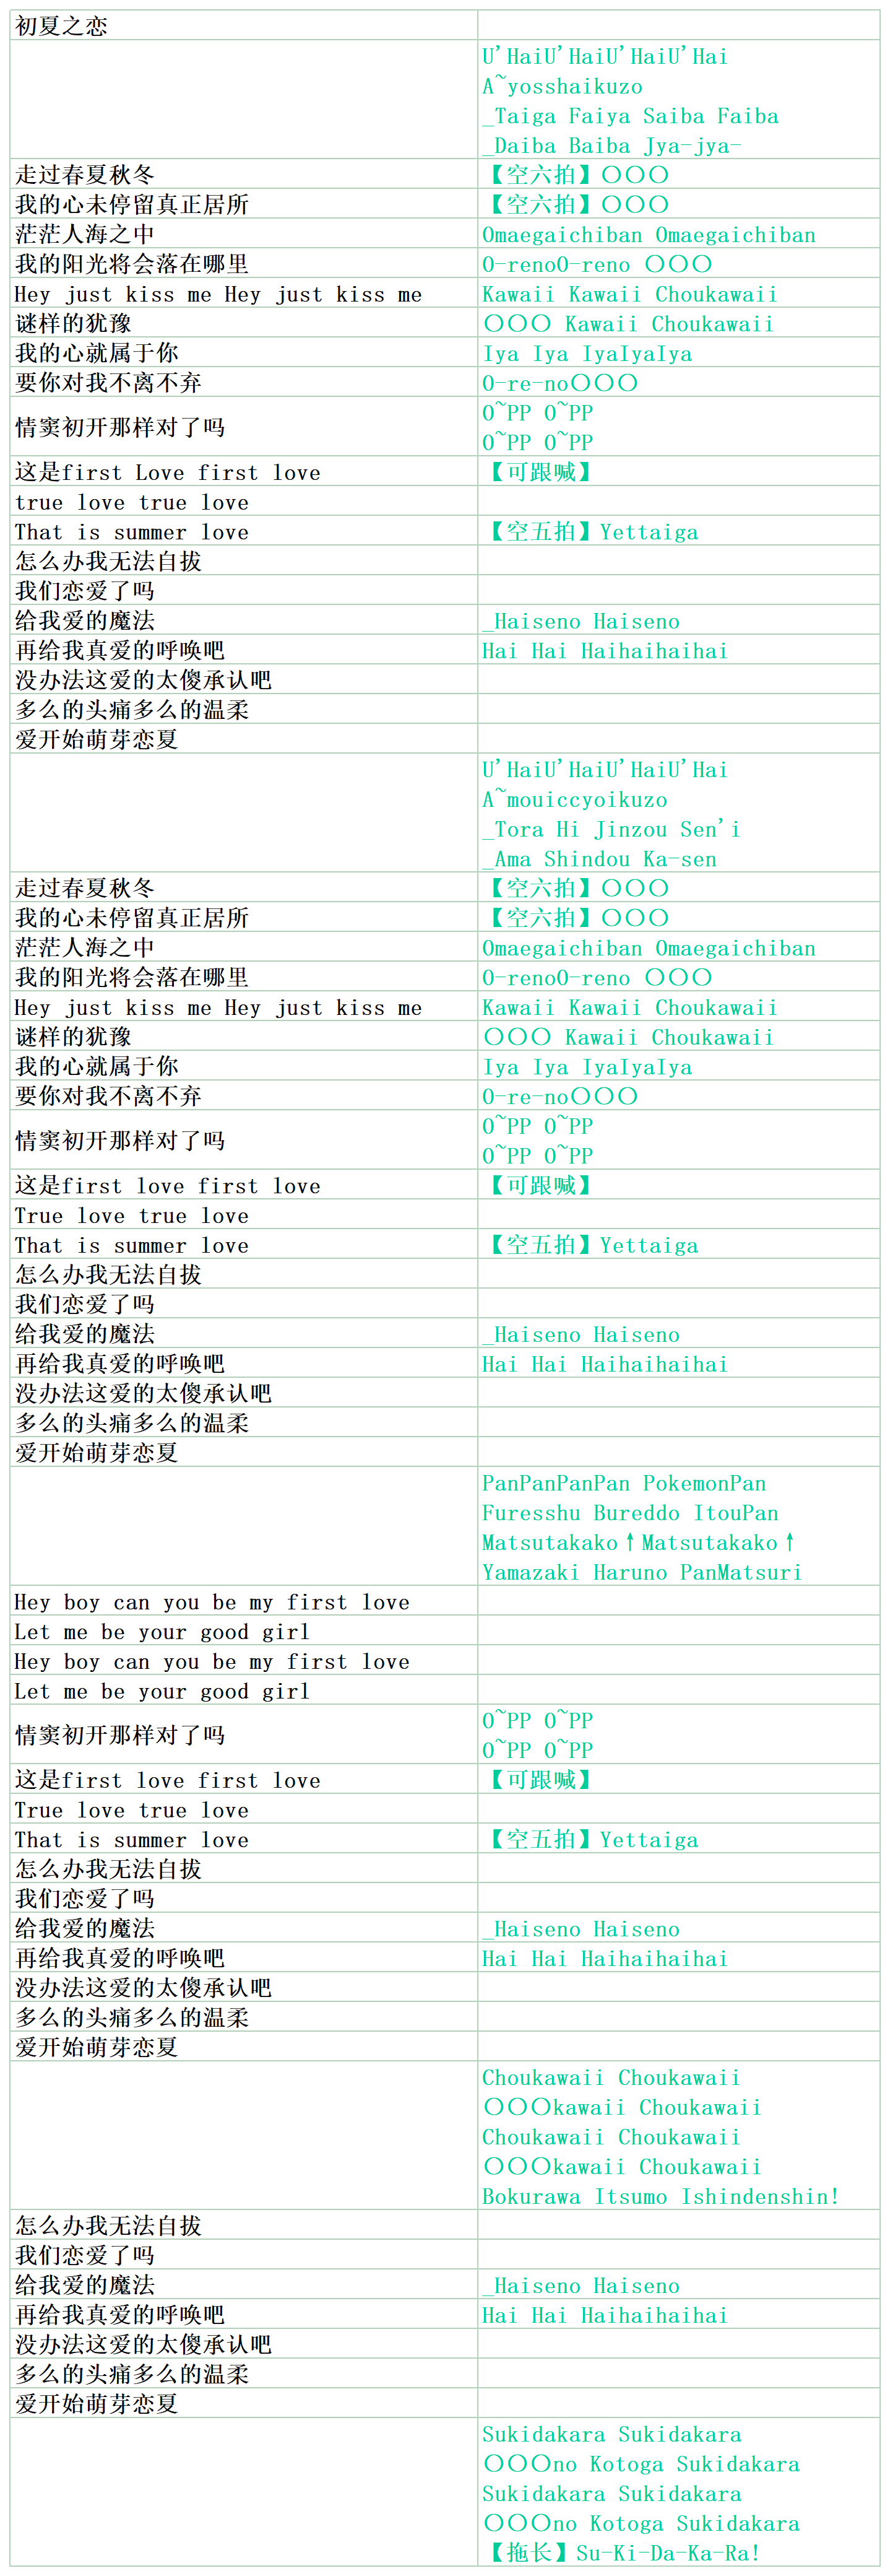 初夏之恋
U'HaiU'HaiU'HaiU'Hai
A~yosshaikuzo
_Taiga Faiya Saiba Faiba
_Daiba Baiba Jya-jya-
走过春夏秋冬 【空六拍】〇〇〇
我的心未停留真正居所 【空六拍】〇〇〇
茫茫人海之中 Omaegaichiban Omaegaichiban
我的阳光将会落在哪里 O-renoO-reno 〇〇〇
Hey just kiss me Hey just kiss me Kawaii Kawaii Choukawaii
谜样的犹豫 〇〇〇 Kawaii Choukawaii
我的心就属于你 Iya Iya IyaIyaIya
要你对我不离不弃 O-re-no〇〇〇
情窦初开那样对了吗 O~PP O~PP
O~PP O~PP
这是first Love first love 【可跟喊】
true love true love
That is summer love 【空五拍】Yettaiga
怎么办我无法自拔
我们恋爱了吗
给我爱的魔法 _Haiseno Haiseno
再给我真爱的呼唤吧 Hai Hai Haihaihaihai
没办法这爱的太傻承认吧
多么的头痛多么的温柔
爱开始萌芽恋夏
U'HaiU'HaiU'HaiU'Hai
A~mouiccyoikuzo
_Tora Hi Jinzou Sen'i
_Ama Shindou Ka-sen
走过春夏秋冬 【空六拍】〇〇〇
我的心未停留真正居所 【空六拍】〇〇〇
茫茫人海之中 Omaegaichiban Omaegaichiban
我的阳光将会落在哪里 O-renoO-reno 〇〇〇
Hey just kiss me Hey just kiss me Kawaii Kawaii Choukawaii
谜样的犹豫 〇〇〇 Kawaii Choukawaii
我的心就属于你 Iya Iya IyaIyaIya
要你对我不离不弃 O-re-no〇〇〇
情窦初开那样对了吗 O~PP O~PP
O~PP O~PP
这是first love first love 【可跟喊】
True love true love
That is summer love 【空五拍】Yettaiga
怎么办我无法自拔
我们恋爱了吗
给我爱的魔法 _Haiseno Haiseno
再给我真爱的呼唤吧 Hai Hai Haihaihaihai
没办法这爱的太傻承认吧
多么的头痛多么的温柔
爱开始萌芽恋夏
PanPanPanPan PokemonPan
Furesshu Bureddo ItouPan
Matsutakako↑Matsutakako↑
Yamazaki Haruno PanMatsuri
Hey boy can you be my first love
Let me be your good girl
Hey boy can you be my first love
Let me be your good girl
情窦初开那样对了吗 O~PP O~PP
O~PP O~PP
这是first love first love 【可跟喊】
True love true love
That is summer love 【空五拍】Yettaiga
怎么办我无法自拔
我们恋爱了吗
给我爱的魔法 _Haiseno Haiseno
再给我真爱的呼唤吧 Hai Hai Haihaihaihai
没办法这爱的太傻承认吧
多么的头痛多么的温柔
爱开始萌芽恋夏
Choukawaii Choukawaii
〇〇〇kawaii Choukawaii
Choukawaii Choukawaii
〇〇〇kawaii Choukawaii
Bokurawa Itsumo Ishindenshin!
怎么办我无法自拔
我们恋爱了吗
给我爱的魔法 _Haiseno Haiseno
再给我真爱的呼唤吧 Hai Hai Haihaihaihai
没办法这爱的太傻承认吧
多么的头痛多么的温柔
爱开始萌芽恋夏
Sukidakara Sukidakara
〇〇〇no Kotoga Sukidakara
Sukidakara Sukidakara
〇〇〇no Kotoga Sukidakara
【拖长】Su-Ki-Da-Ka-Ra!